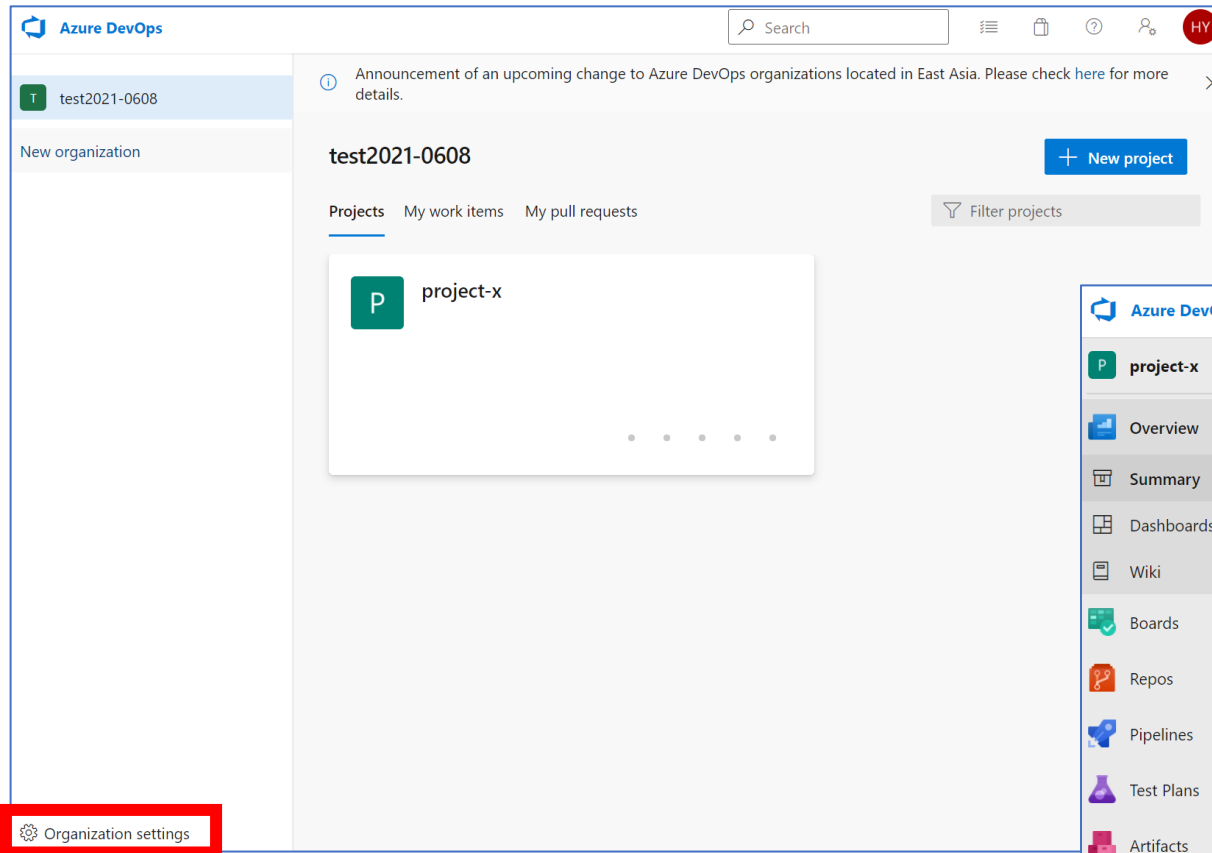 Azure DevOps
Search
HY
T test2021-0608
New organization
Announcement of an upcoming change to Azure DevOps organizations located in East Asia. Please check here for more
details.
test2021-0608
New project
Projects My work items My pull requests
Filter projects
P project-x
Organization settings
Azure Dev
P project-x
Overview
Summary
Dashboards
Wiki
Boards
Repos
Pipelines
Test Plans
Artifacts